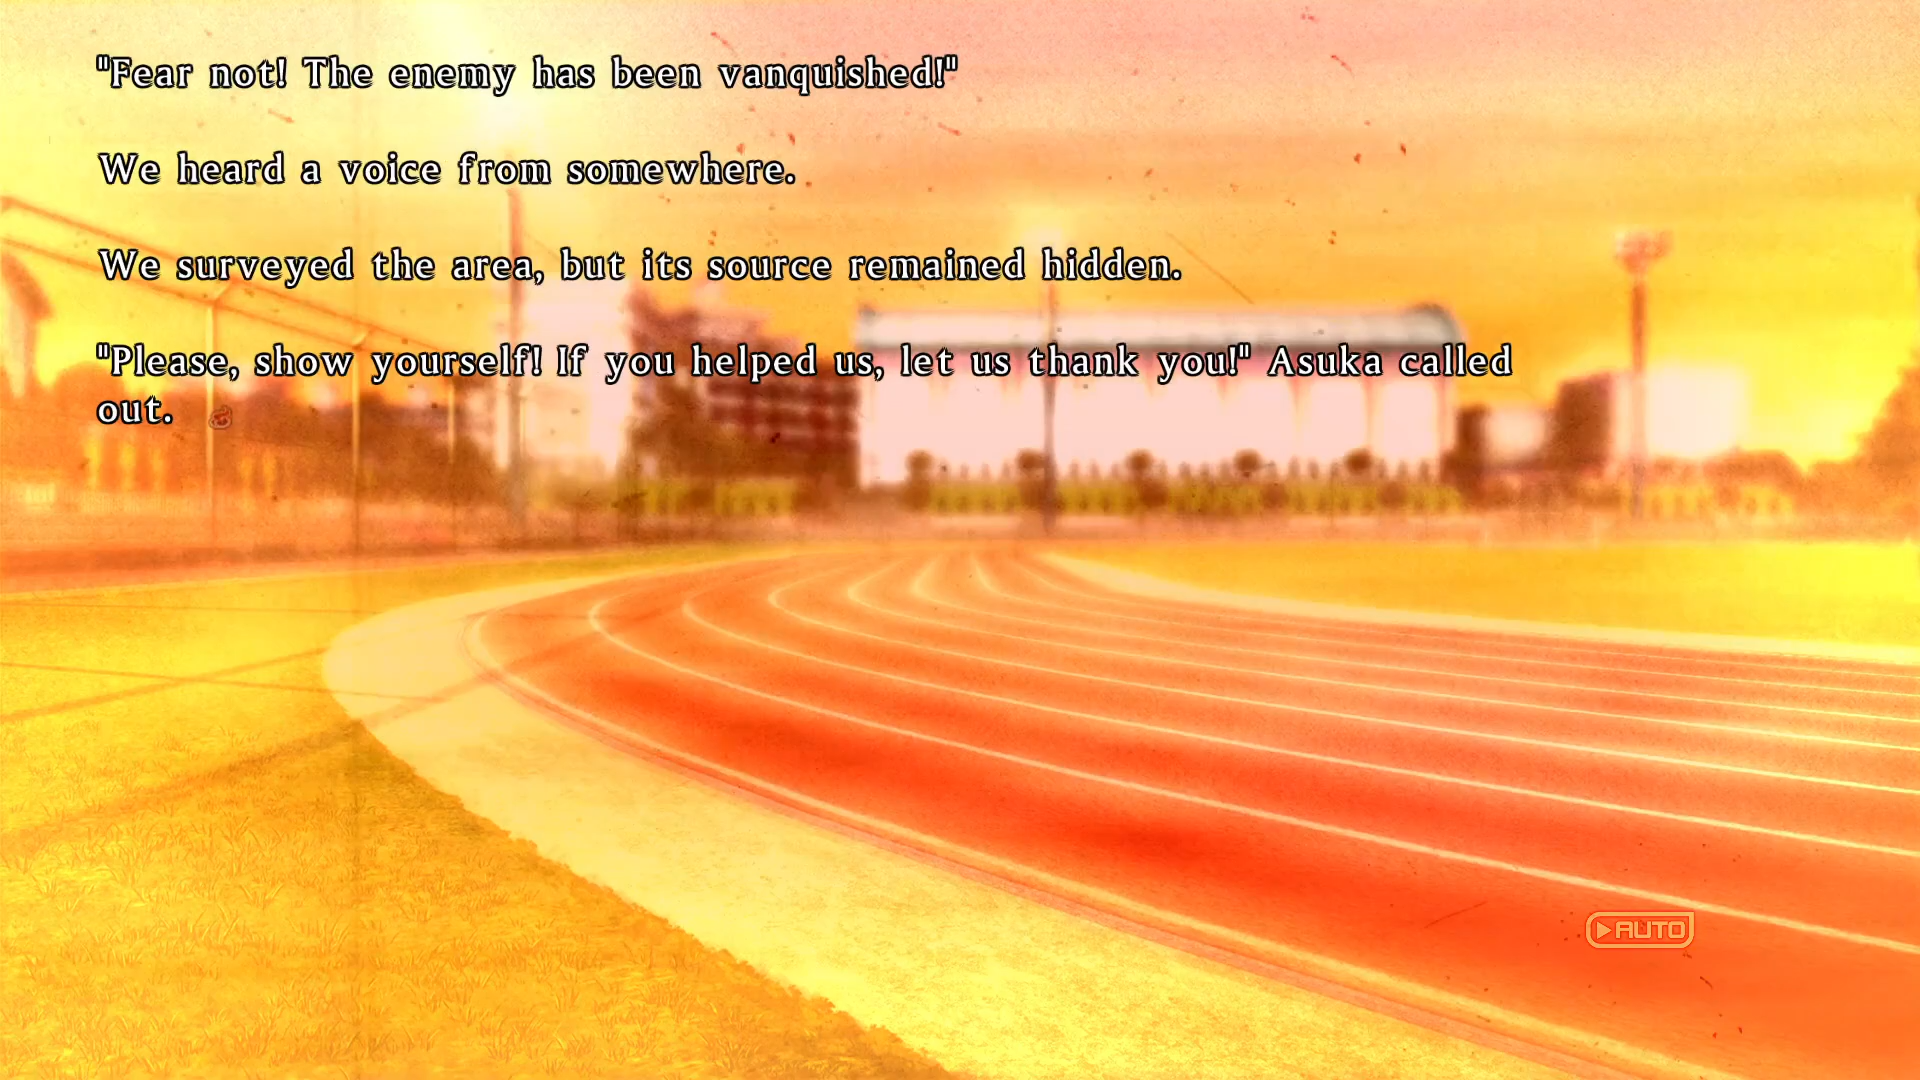 "Fear not! The enemy has been vanquished!"
We heard a voice from somewhere.
We surveyed the area, but its source remained hidden.
"Please, show yourself! If you helped us, let us thank you!" Asuka called
out.
AUTO